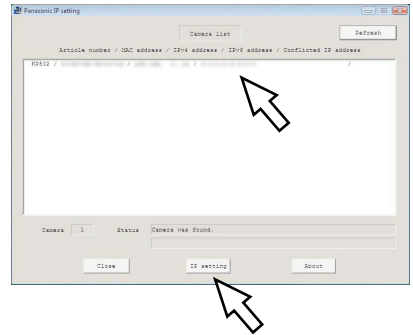 Panasonic IP setting
Camera list
Refresh
Article number / MAC address / IPv4 address / IPv6 address / Conflicted IP address
NP502 / / / /
Camera 1 Status Camera was found.
Close IP setting About